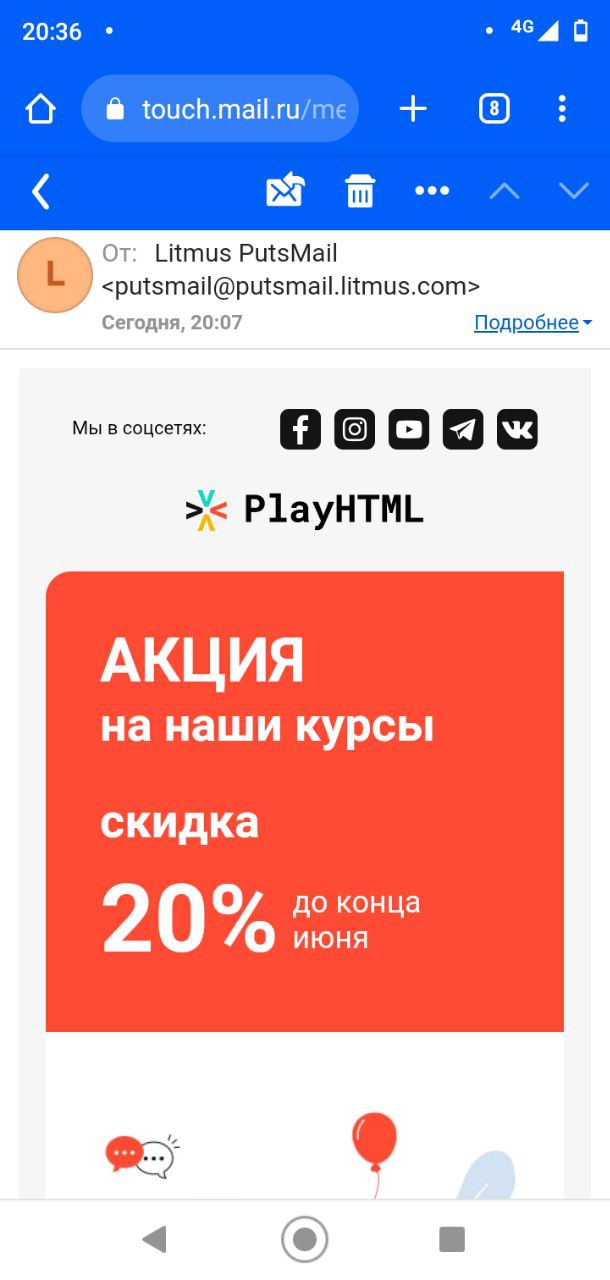 20:36
4G
touch.mail.ru/me
8
L
От: Litmus PutsMail
<putsmail@putsmail.litmus.com>
Сегодня, 20:07
Подробнее
Мы в соцсетях:
PlayHTML
АКЦИЯ
на наши курсы
скидка
20% до конца
июня